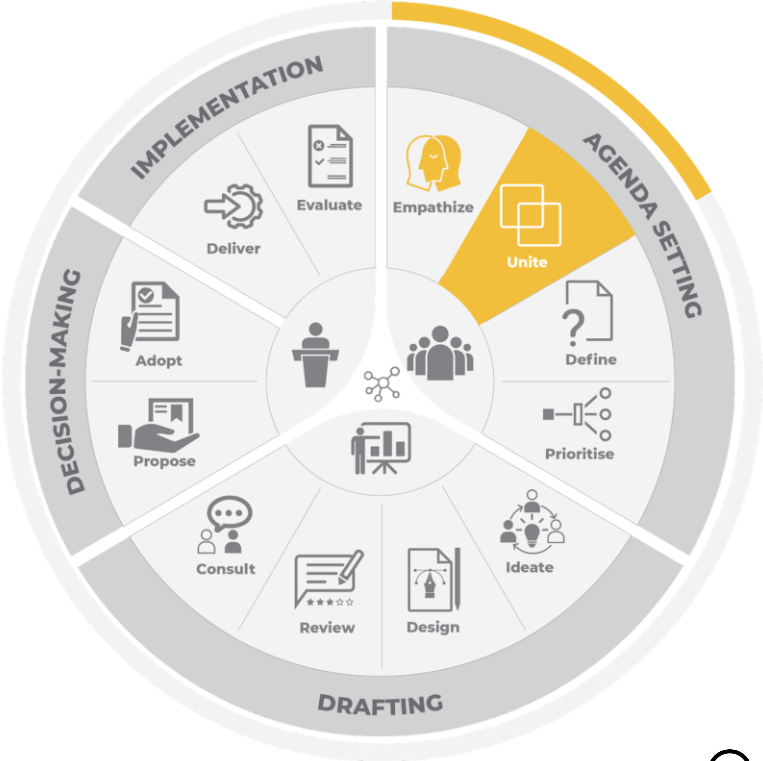 IMPLEMENTATION
AGENDA SETTING
DECISION-MAKING
DRAFTING
Evaluate
Empathize
Deliver
Unite
Adopt
Define
Propose
Prioritise
Consult
Ideate
Review
Design